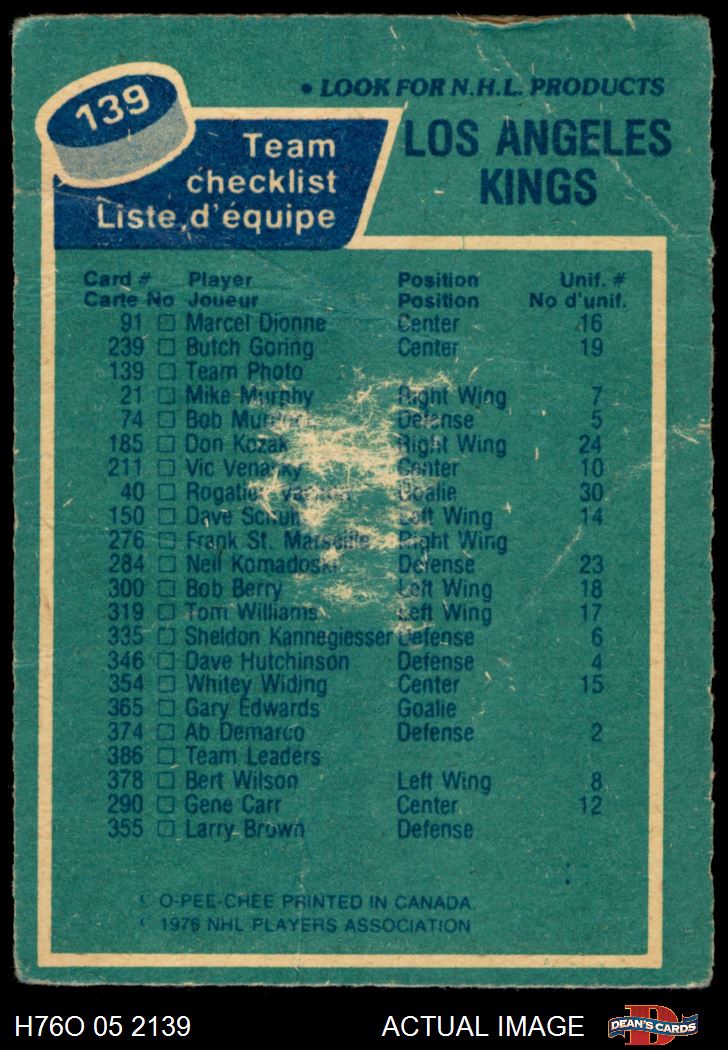 139
• LOOK FOR N.H.L. PRODUCTS
LOS ANGELES
KINGS
Team
checklist
Liste d'équipe
Card # Player Position Unif. #
Carte No Joueur Position No d'unif.
91 Marcel Dionne Center 16
239 Butch Goring Center 19
139 Team Photo
21 Mike Murphy Right Wing 7
74 Bob Defense 5
185 Don Kozak Right Wing 24
211 Vic Venasky Center 10
40 Goalie 30
150 Dave Left Wing 14
276 Frank St. Marseille Right Wing
284 Neil Komadoski Defense 23
300 Bob Berry Left Wing 18
319 Tom Williams Left Wing 17
335 Sheldon Kannegiesser Defense 6
346 Dave Hutchinson Defense 4
354 Whitey Widing Center 15
365 Gary Edwards Goalie
374 Ab Demarco Defense 2
386 Team Leaders
378 Bert Wilson Left Wing 8
290 Gene Carr Center 12
355 Larry Brown Defense
© O-PEE-CHEE PRINTED IN CANADA
© 1976 NHL PLAYERS ASSOCIATION
H76O 05 2139
ACTUAL IMAGE
DEAN'S CARDS